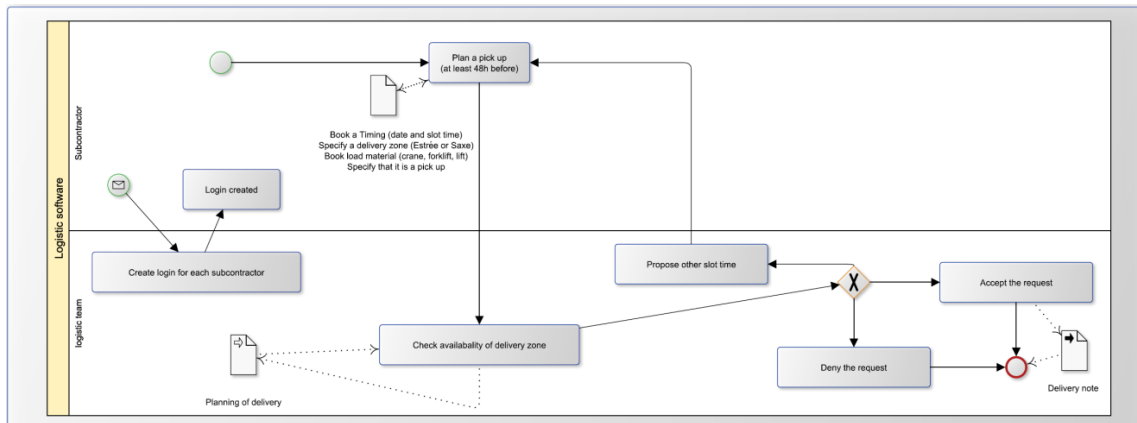 Logistic software
Subcontractor
Plan a pick up
(at least 48h before)
Book a Timing (date and slot time)
Specify a delivery zone (Estrée or Saxe)
Book load material (crane, forklift, lift)
Specify that it is a pick up
Login created
logistic team
Create login for each subcontractor
Propose other slot time
Accept the request
Check availabality of delivery zone
Deny the request
Planning of delivery
Delivery note